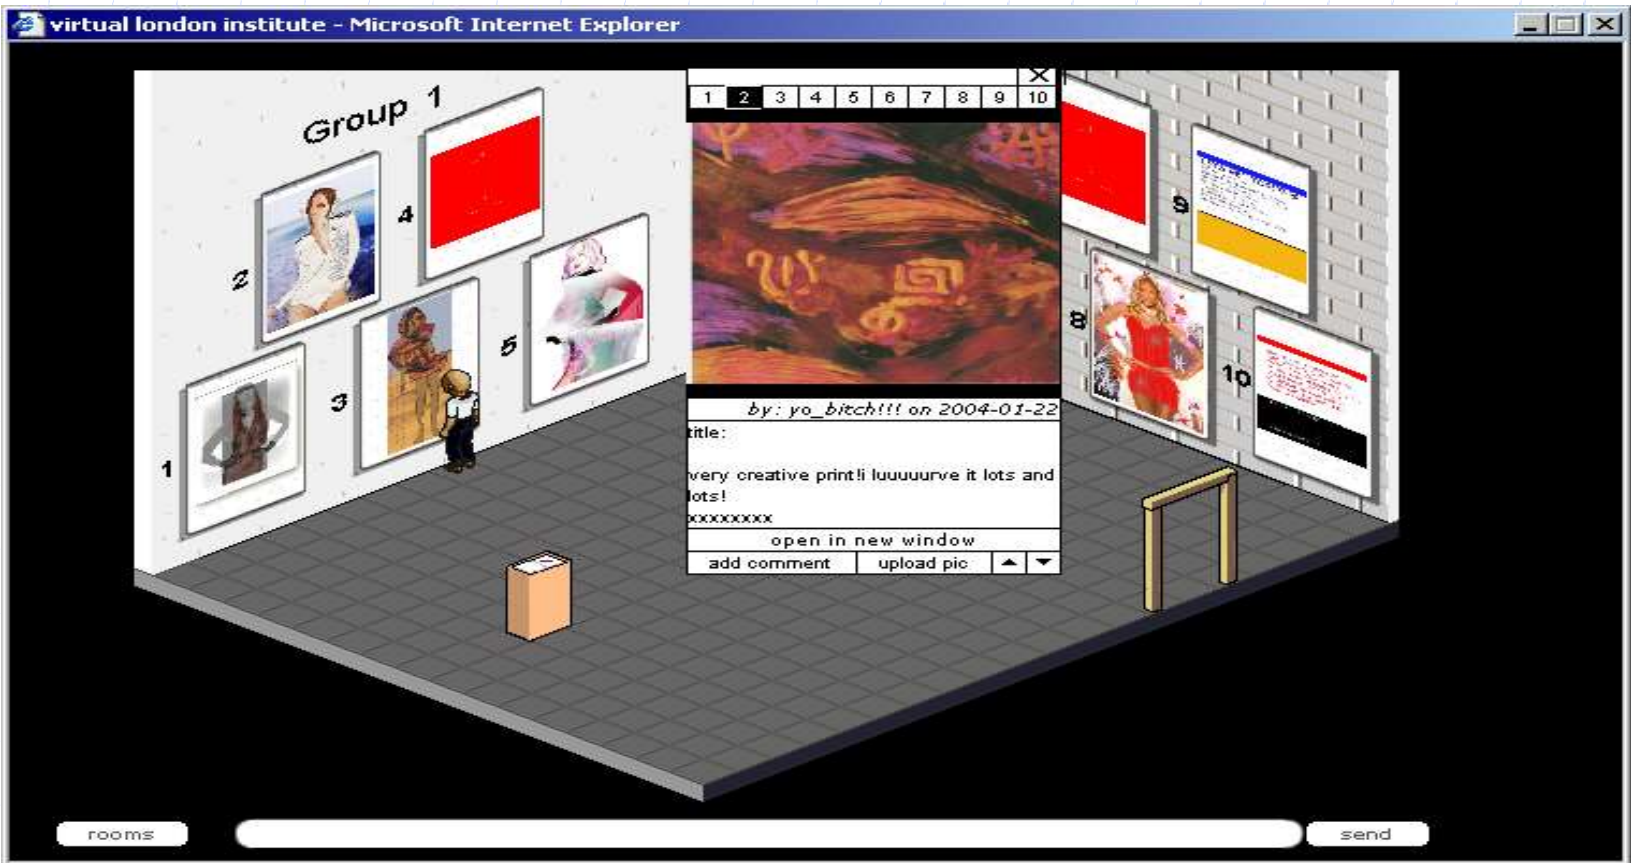 virtual london institute - Microsoft Internet Explorer
Group 1
X
1 2 3 4 5 6 7 8 9 10
2
4
3
5
1
9
8
10
by: yo_bitch!!! on 2004-01-22
title:
very creative print!i luuuuurve it lots and
lots!
xxxxxxxx
open in new window
add comment
upload pic
rooms
send